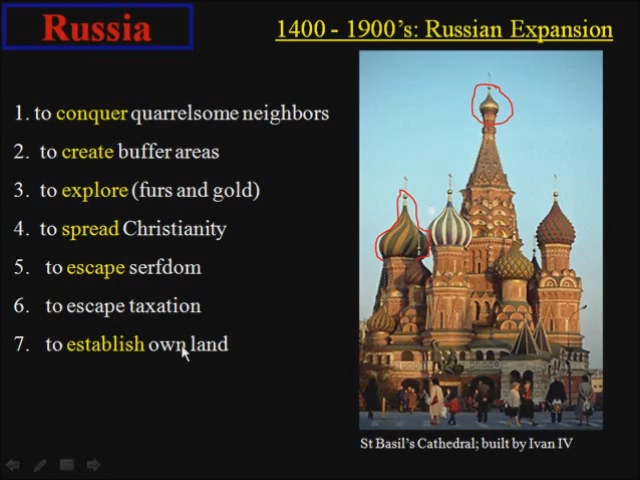 Russia
1400 - 1900's: Russian Expansion
1. to conquer quarrelsome neighbors
2. to create buffer areas
3. to explore (furs and gold)
4. to spread Christianity
5. to escape serfdom
6. to escape taxation
7. to establish own land
St Basil's Cathedral; built by Ivan IV